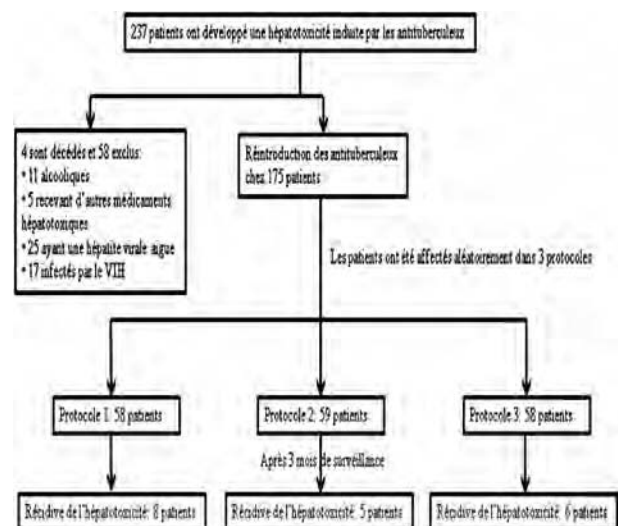 237 patients ont développé une hépatotoxicité induite par les antituberculeux
4 sont décédés et 58 exclus:
• 11 alcooliques
• 5 recevant d'autres médicaments
hépatotoxiques
• 25 ayant une hépatite virale aigue
• 17 infectés par le VIH
Réintroduction des antituberculeux
chez 175 patients
Les patients ont été affectés aléatoirement dans 3 protocoles
Protocole 1: 58 patients
Protocole 2: 59 patients
Protocole 3: 58 patients
Après 3 mois de surveillance
Récidive de l'hépatotoxicité: 8 patients
Récidive de l'hépatotoxicité: 5 patients
Récidive de l'hépatotoxicité: 6 patients